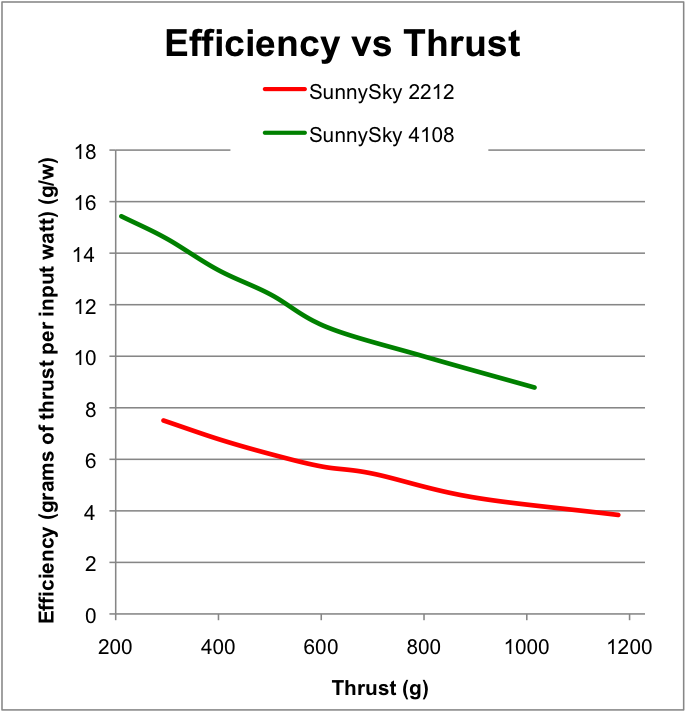 Efficiency vs Thrust
SunnySky 2212
SunnySky 4108
Efficiency (grams of thrust per input watt) (g/w)
18
16
14
12
10
8
6
4
2
0
200 400 600 800 1000 1200
Thrust (g)